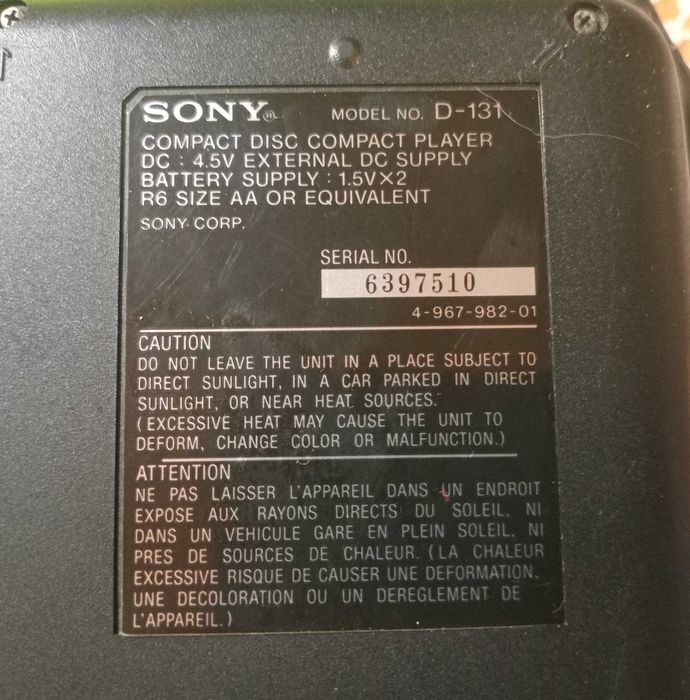 SONY® MODEL NO. D-131
COMPACT DISC COMPACT PLAYER
DC : 4.5V EXTERNAL DC SUPPLY
BATTERY SUPPLY : 1.5V×2
R6 SIZE AA OR EQUIVALENT
SONY CORP.
SERIAL NO.
6397510
4-967-982-01
CAUTION
DO NOT LEAVE THE UNIT IN A PLACE SUBJECT TO
DIRECT SUNLIGHT, IN A CAR PARKED IN DIRECT
SUNLIGHT, OR NEAR HEAT SOURCES.
(EXCESSIVE HEAT MAY CAUSE THE UNIT TO
DEFORM, CHANGE COLOR OR MALFUNCTION.)
ATTENTION
NE PAS LAISSER L'APPAREIL DANS UN ENDROIT
EXPOSE AUX RAYONS DIRECTS DU SOLEIL, NI
DANS UN VEHICULE GARE EN PLEIN SOLEIL, NI
PRES DE SOURCES DE CHALEUR. (LA CHALEUR
EXCESSIVE RISQUE DE CAUSER UNE DEFORMATION,
UNE DECOLORATION OU UN DEREGLEMENT DE
L'APPAREIL.)